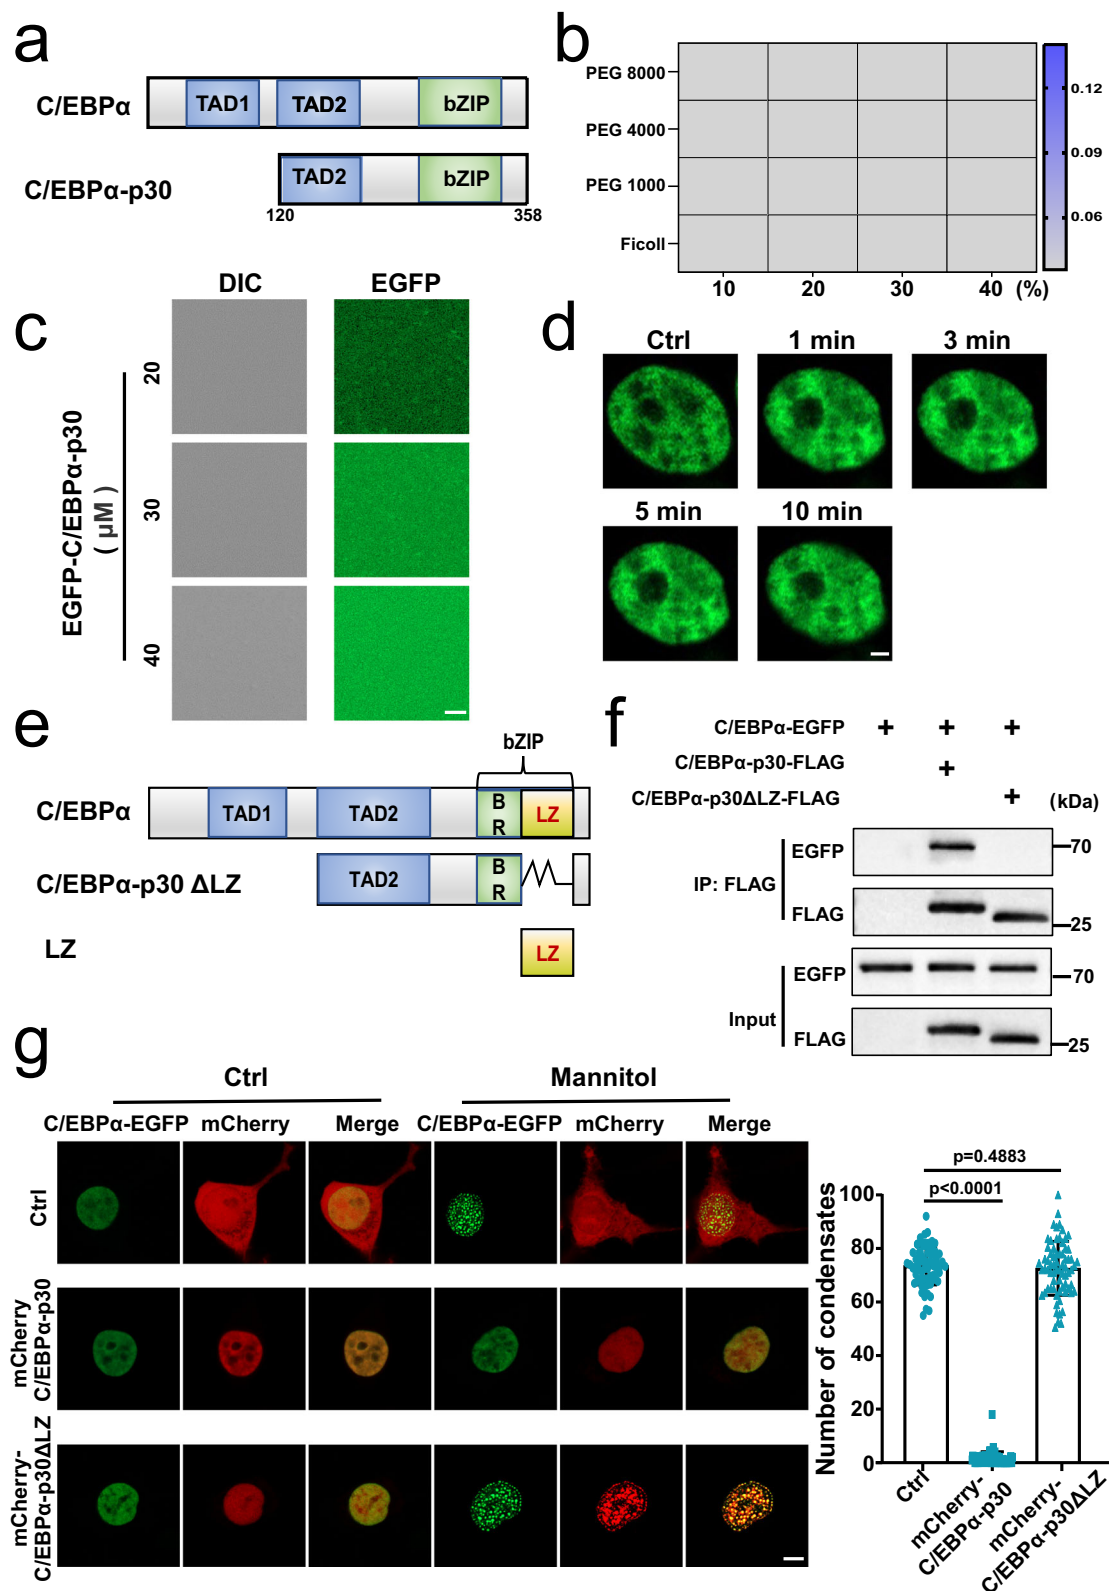 a
C/EBPα
TAD1
TAD2
bZIP
C/EBPα-p30
TAD2
bZIP
120
358
b
PEG 8000
PEG 4000
PEG 1000
Ficoll
10
20
30
40
(%)
0.12
0.09
0.06
c
DIC
EGFP
EGFP-C/EBPα-p30
( μM )
20
30
40
d
Ctrl
1 min
3 min
5 min
10 min
e
bZIP
C/EBPα
TAD1
TAD2
B
R
LZ
C/EBPα-p30 ΔLZ
TAD2
B
R
LZ
LZ
f
C/EBPα-EGFP + + +
C/EBPα-p30-FLAG +
C/EBPα-p30ΔLZ-FLAG +
(kDa)
IP: FLAG
EGFP
70
FLAG
25
Input
EGFP
70
FLAG
25
g
Ctrl
Mannitol
C/EBPα-EGFP mCherry Merge C/EBPα-EGFP mCherry Merge
Ctrl
mCherry
C/EBPα-p30
mCherry-
C/EBPα-p30ΔLZ
p=0.4883
p<0.0001
Number of condensates
100
80
60
40
20
0
Ctrl
mCherry-
C/EBPα-p30
mCherry-
C/EBPα-p30ΔLZ